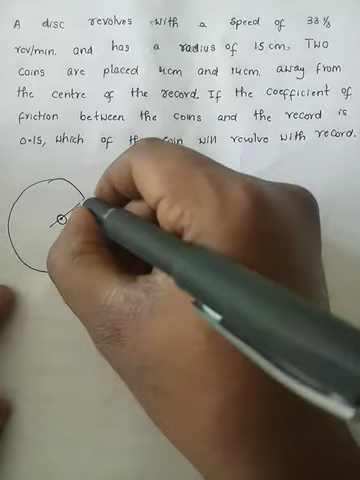 A disc revolves with a speed of 33 ⅓
rev/min. and has a radius of 15 cm. Two
coins are placed 4cm and 14cm away from
the centre of the record. If the coefficient of
friction between the coins and the record is
0.15, which of the coin will revolve with record.